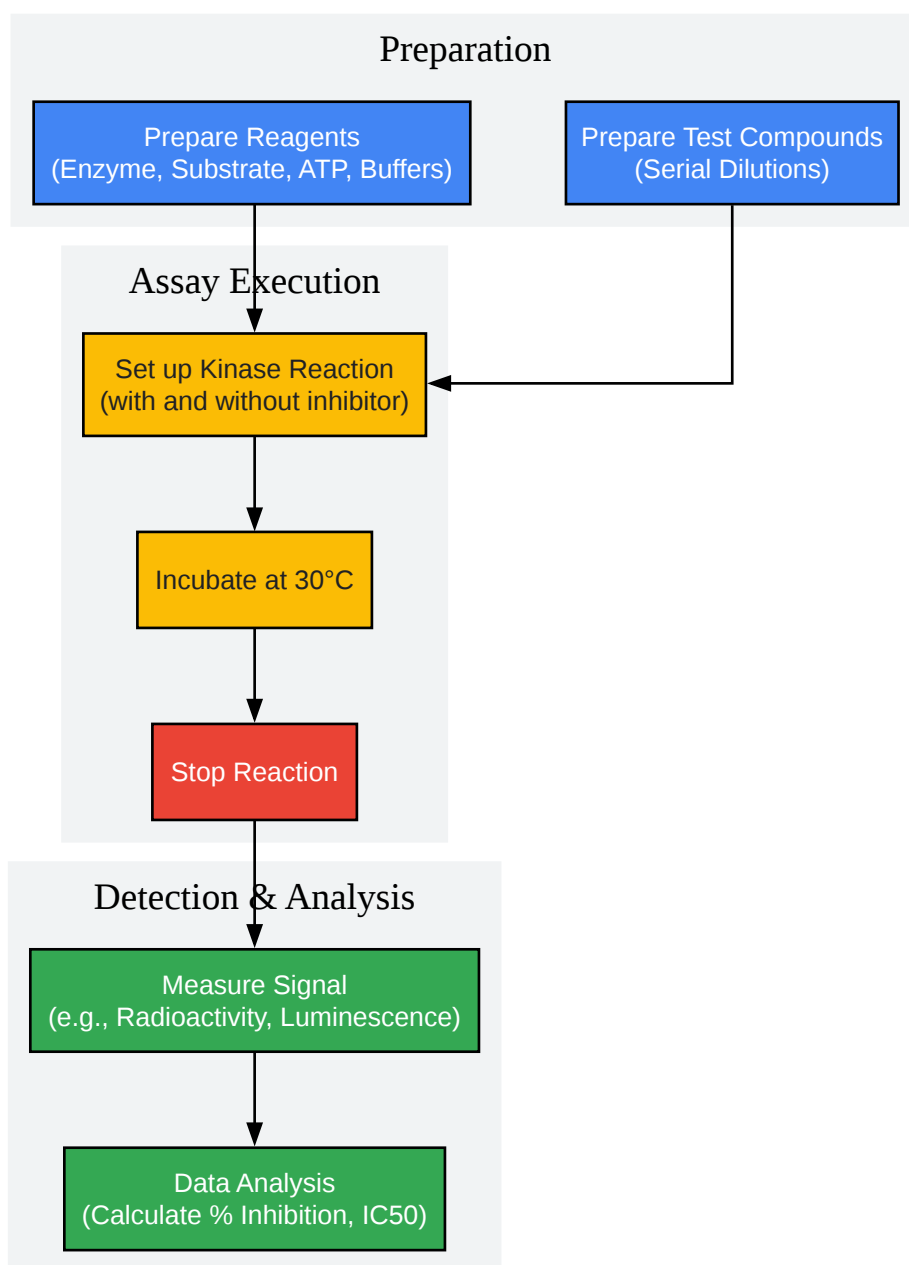 Preparation
Prepare Reagents
(Enzyme, Substrate, ATP, Buffers)
Prepare Test Compounds
(Serial Dilutions)
Assay Execution
Set up Kinase Reaction
(with and without inhibitor)
Incubate at 30°C
Stop Reaction
Detection & Analysis
Measure Signal
(e.g., Radioactivity, Luminescence)
Data Analysis
(Calculate % Inhibition, IC50)